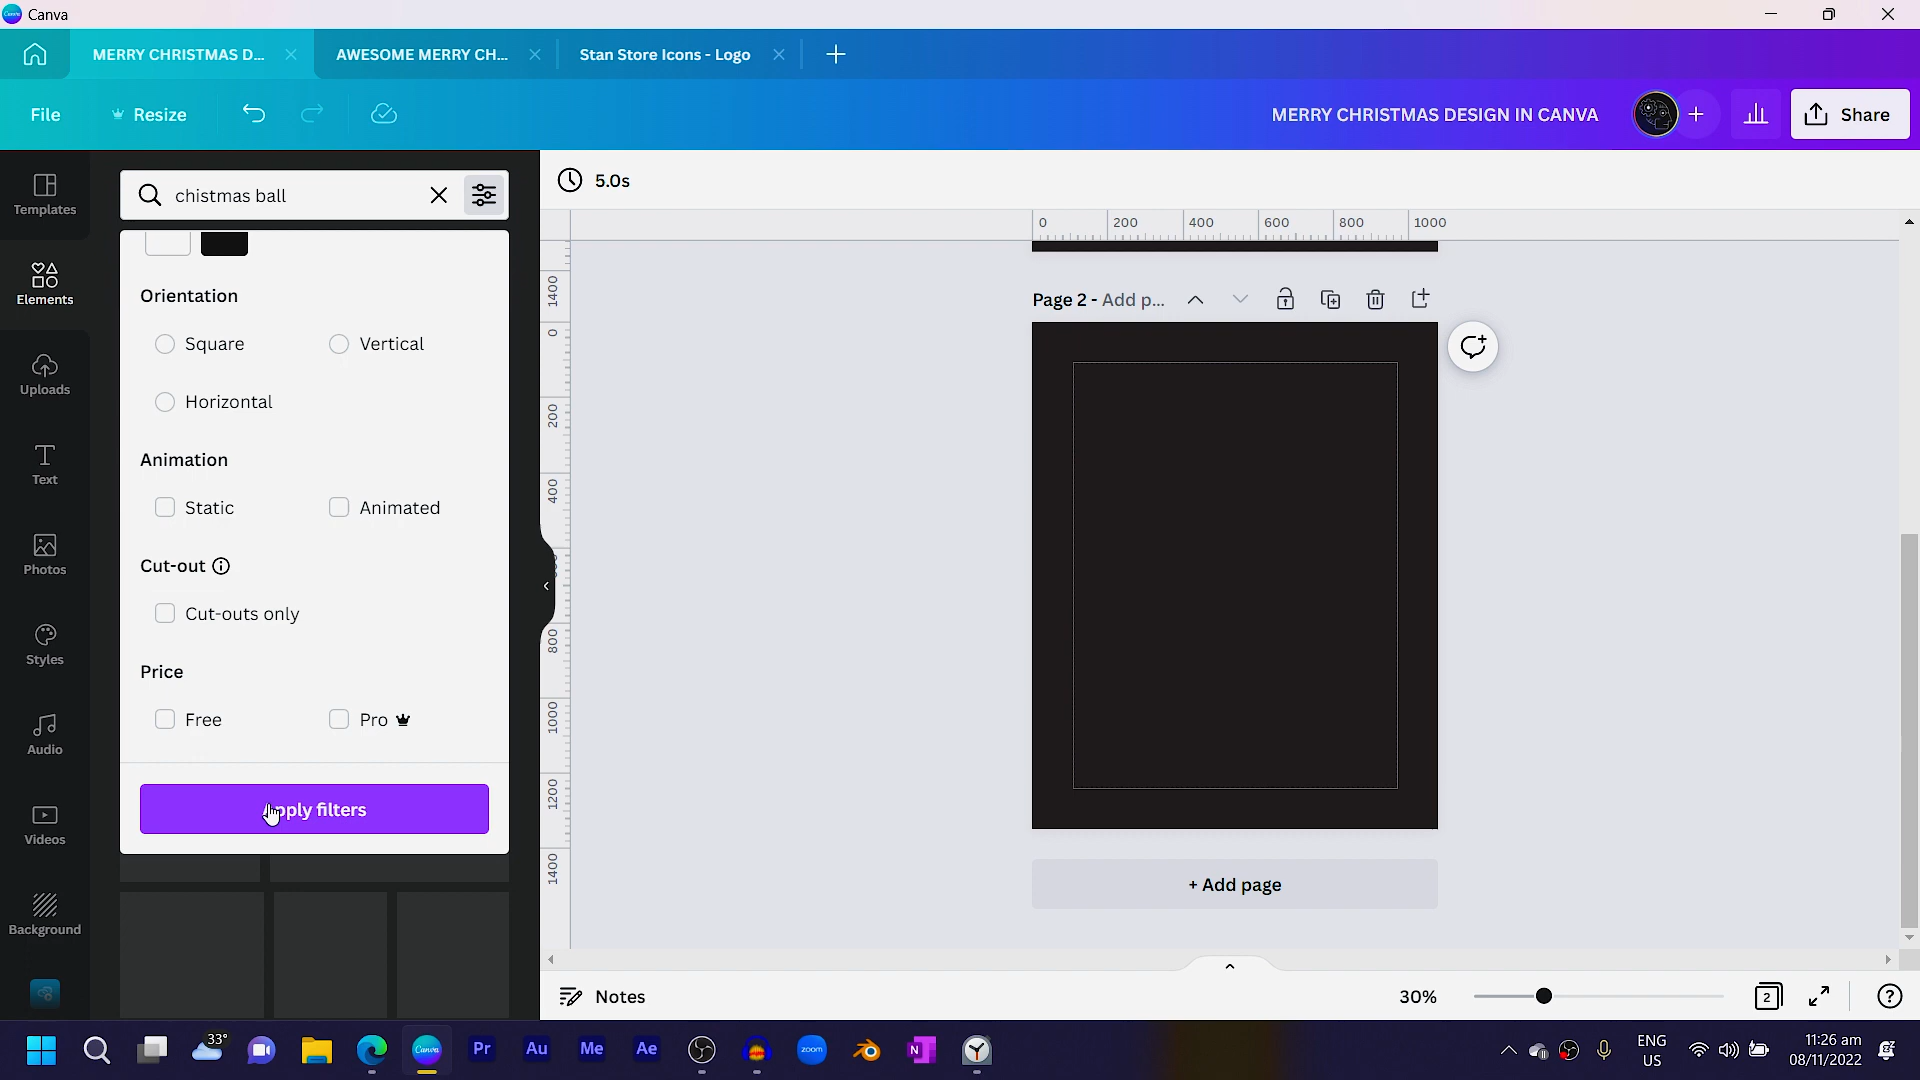 Canva
MERRY CHRISTMAS D...
AWESOME MERRY CH...
Stan Store Icons - Logo
File
Resize
MERRY CHRISTMAS DESIGN IN CANVA
Share
Templates
Elements
Uploads
Text
Photos
Styles
Audio
Videos
Background
chistmas ball
Orientation
Square
Vertical
Horizontal
Animation
Static
Animated
Cut-out
Cut-outs only
Price
Free
Pro
Apply filters
5.0s
0 200 400 600 800 1000
1400
0
200
400
800
1000
1200
1400
Page 2 - Add p...
+ Add page
Notes
30%
2
33°
Canva
Pr
Au
Me
Ae
zoom
N
ENG
US
11:26 am
08/11/2022